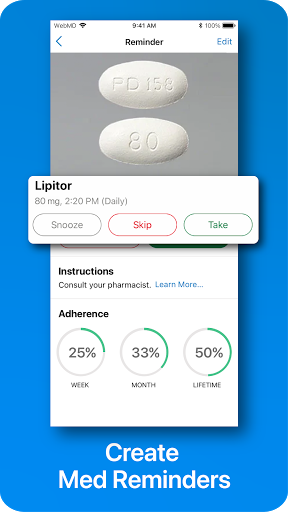 WebMD 9:41 AM 100%
Reminder Edit
PD 158
80
Lipitor
80 mg, 2:20 PM (Daily)
Snooze Skip Take
Instructions
Consult your pharmacist. Learn More...
Adherence
25% 33% 50%
WEEK MONTH LIFETIME
Create
Med Reminders